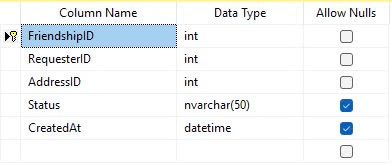 Column Name Data Type Allow Nulls
FriendshipID int
RequesterID int
AddressID int
Status nvarchar(50)
CreatedAt datetime